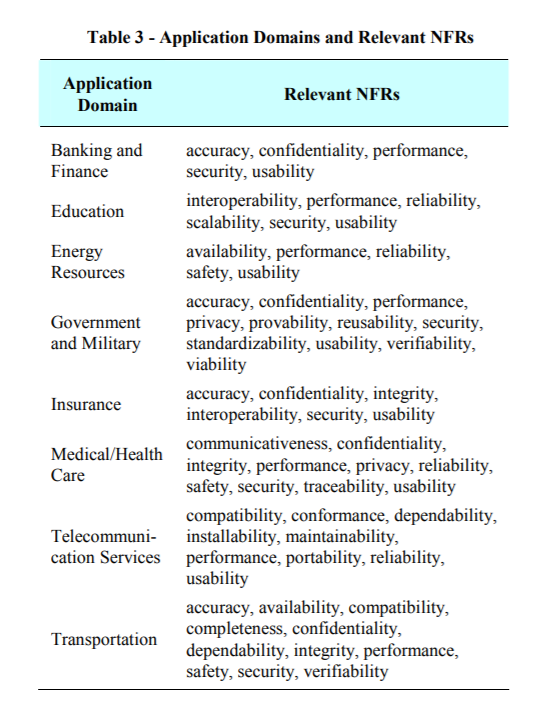 Table 3 - Application Domains and Relevant NFRs
Application
Domain
Relevant NFRs
Banking and
Finance
accuracy, confidentiality, performance,
security, usability
Education
interoperability, performance, reliability,
scalability, security, usability
Energy
Resources
availability, performance, reliability,
safety, usability
Government
and Military
accuracy, confidentiality, performance,
privacy, provability, reusability, security,
standardizability, usability, verifiability,
viability
Insurance
accuracy, confidentiality, integrity,
interoperability, security, usability
Medical/Health
Care
communicativeness, confidentiality,
integrity, performance, privacy, reliability,
safety, security, traceability, usability
Telecommuni-
cation Services
compatibility, conformance, dependability,
installability, maintainability,
performance, portability, reliability,
usability
Transportation
accuracy, availability, compatibility,
completeness, confidentiality,
dependability, integrity, performance,
safety, security, verifiability